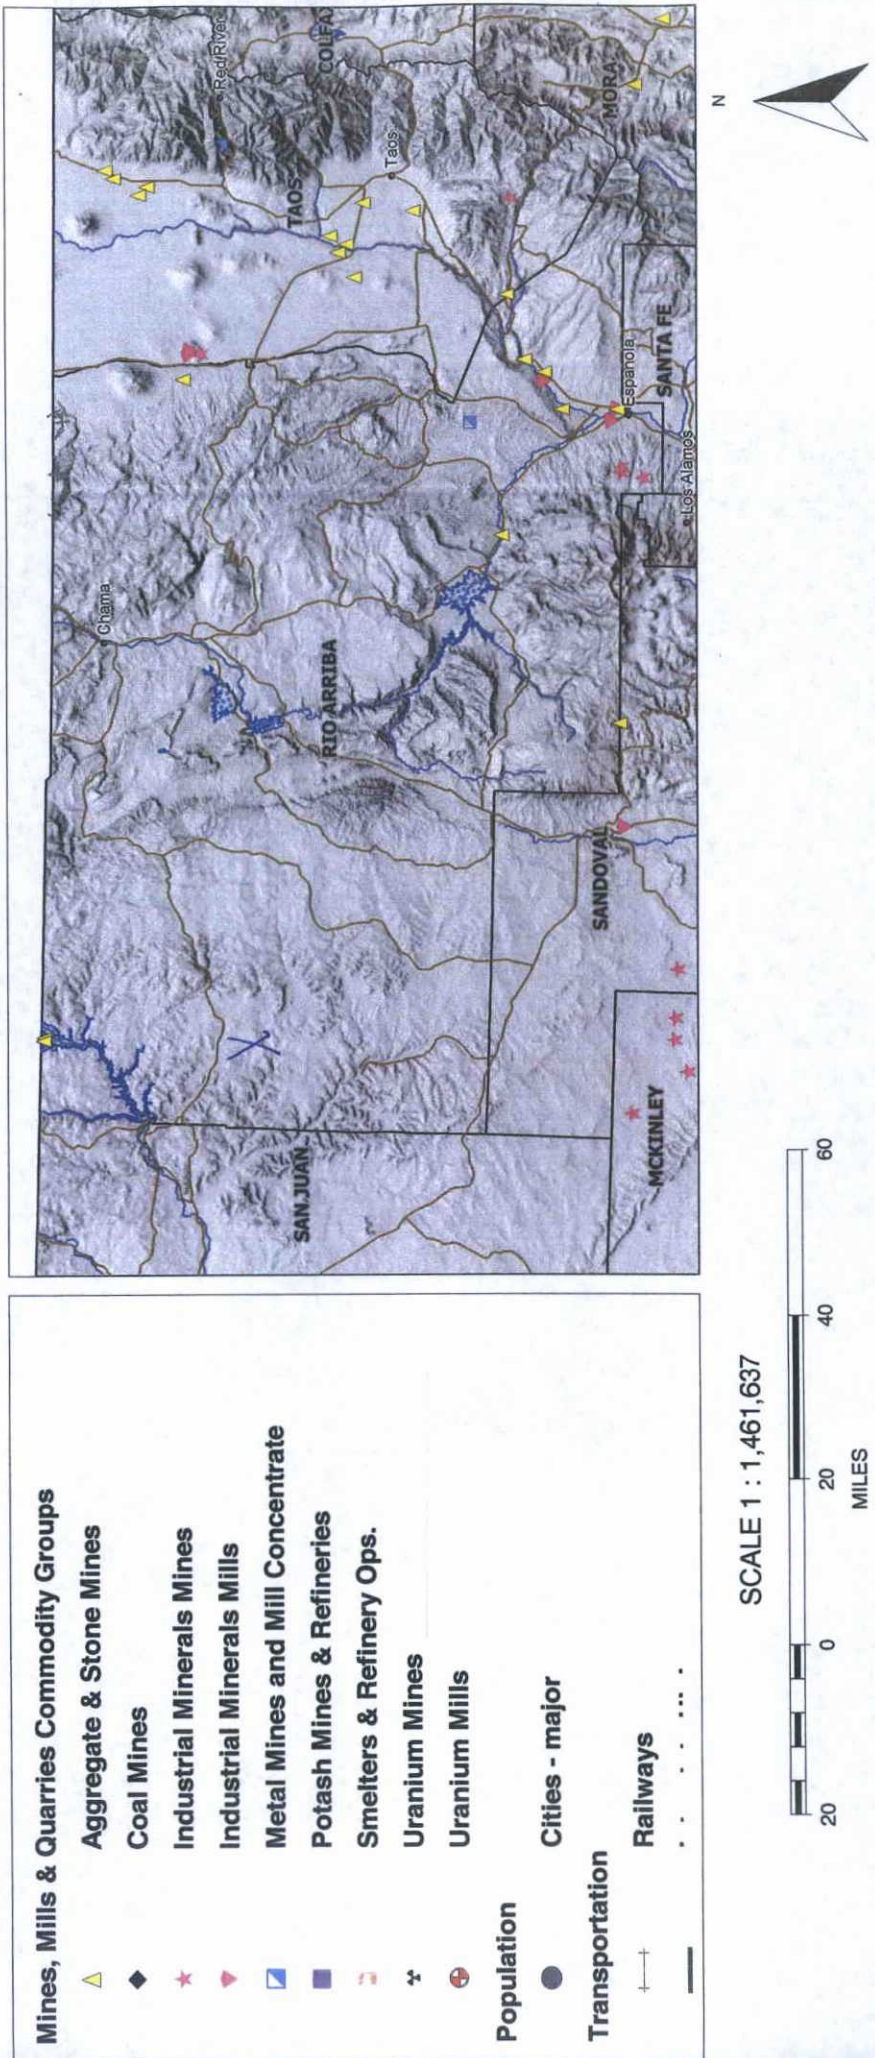 Mines, Mills & Quarries Commodity Groups
Aggregate & Stone Mines
Coal Mines
Industrial Minerals Mines
Industrial Minerals Mills
Metal Mines and Mill Concentrate
Potash Mines & Refineries
Smelters & Refinery Ops.
Uranium Mines
Uranium Mills
Population
Cities - major
Transportation
Railways
SAN JUAN
MCKINLEY
SANDOVAL
RIO ARRIBA
Chama
Los Alamos
Espanola
SANTA FE
TAOS
Taos
Red River
COLFAX
MORA
SCALE 1 : 1,461,637
20 0 20 40 60
MILES
N